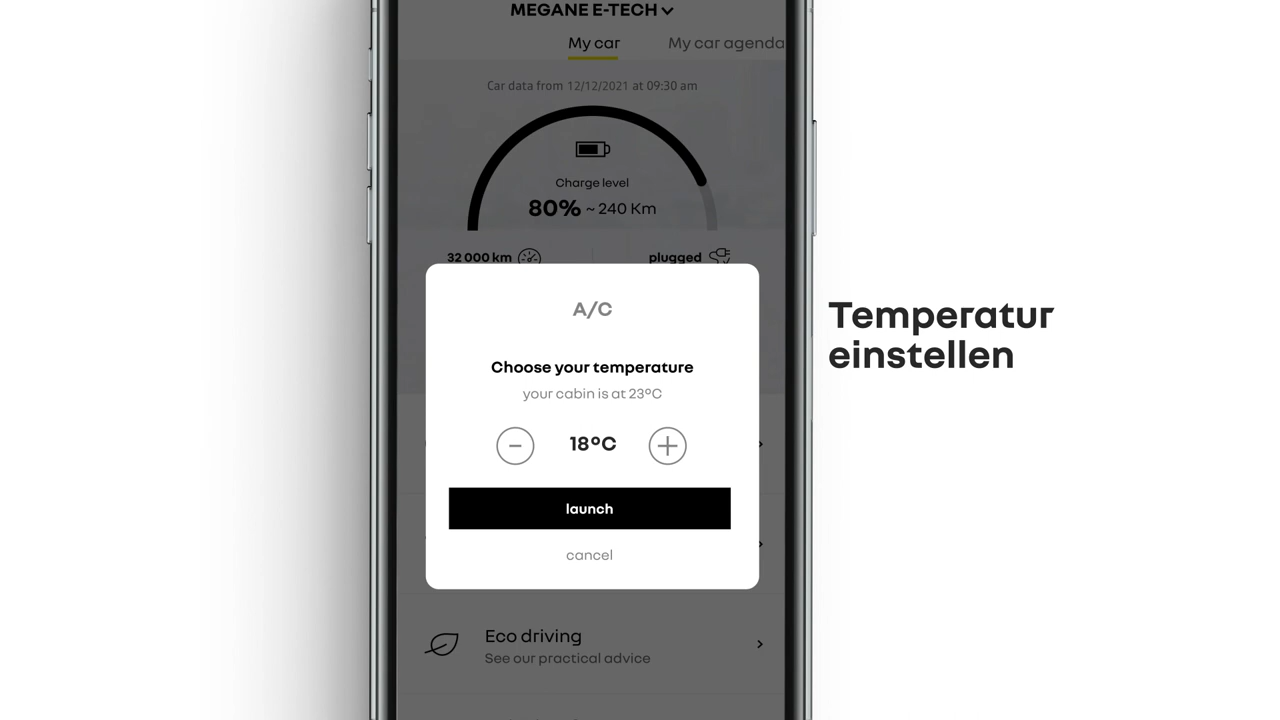 MEGANE E-TECH
My car
My car agenda
Car data from 12/12/2021 at 09:30 am
Charge level
80% ~ 240 Km
32 000 km
plugged
A/C
Choose your temperature
your cabin is at 23°C
18°C
launch
cancel
Eco driving
See our practical advice
Temperatur
einstellen